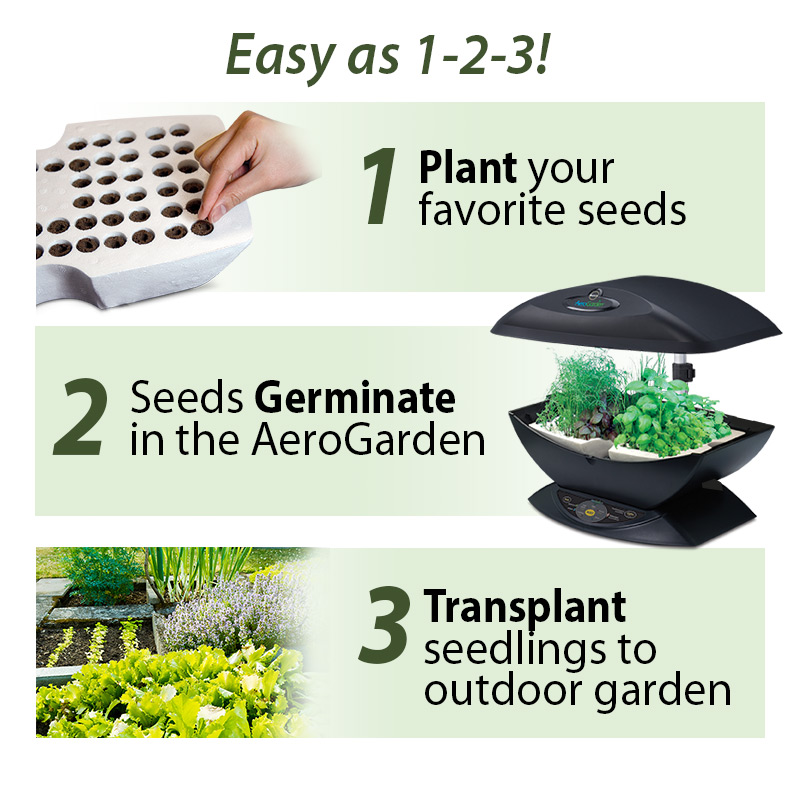 Easy as 1-2-3!
1 Plant your
favorite seeds
AeroGarden
2 Seeds Germinate
in the AeroGarden
3 Transplant
seedlings to
outdoor garden